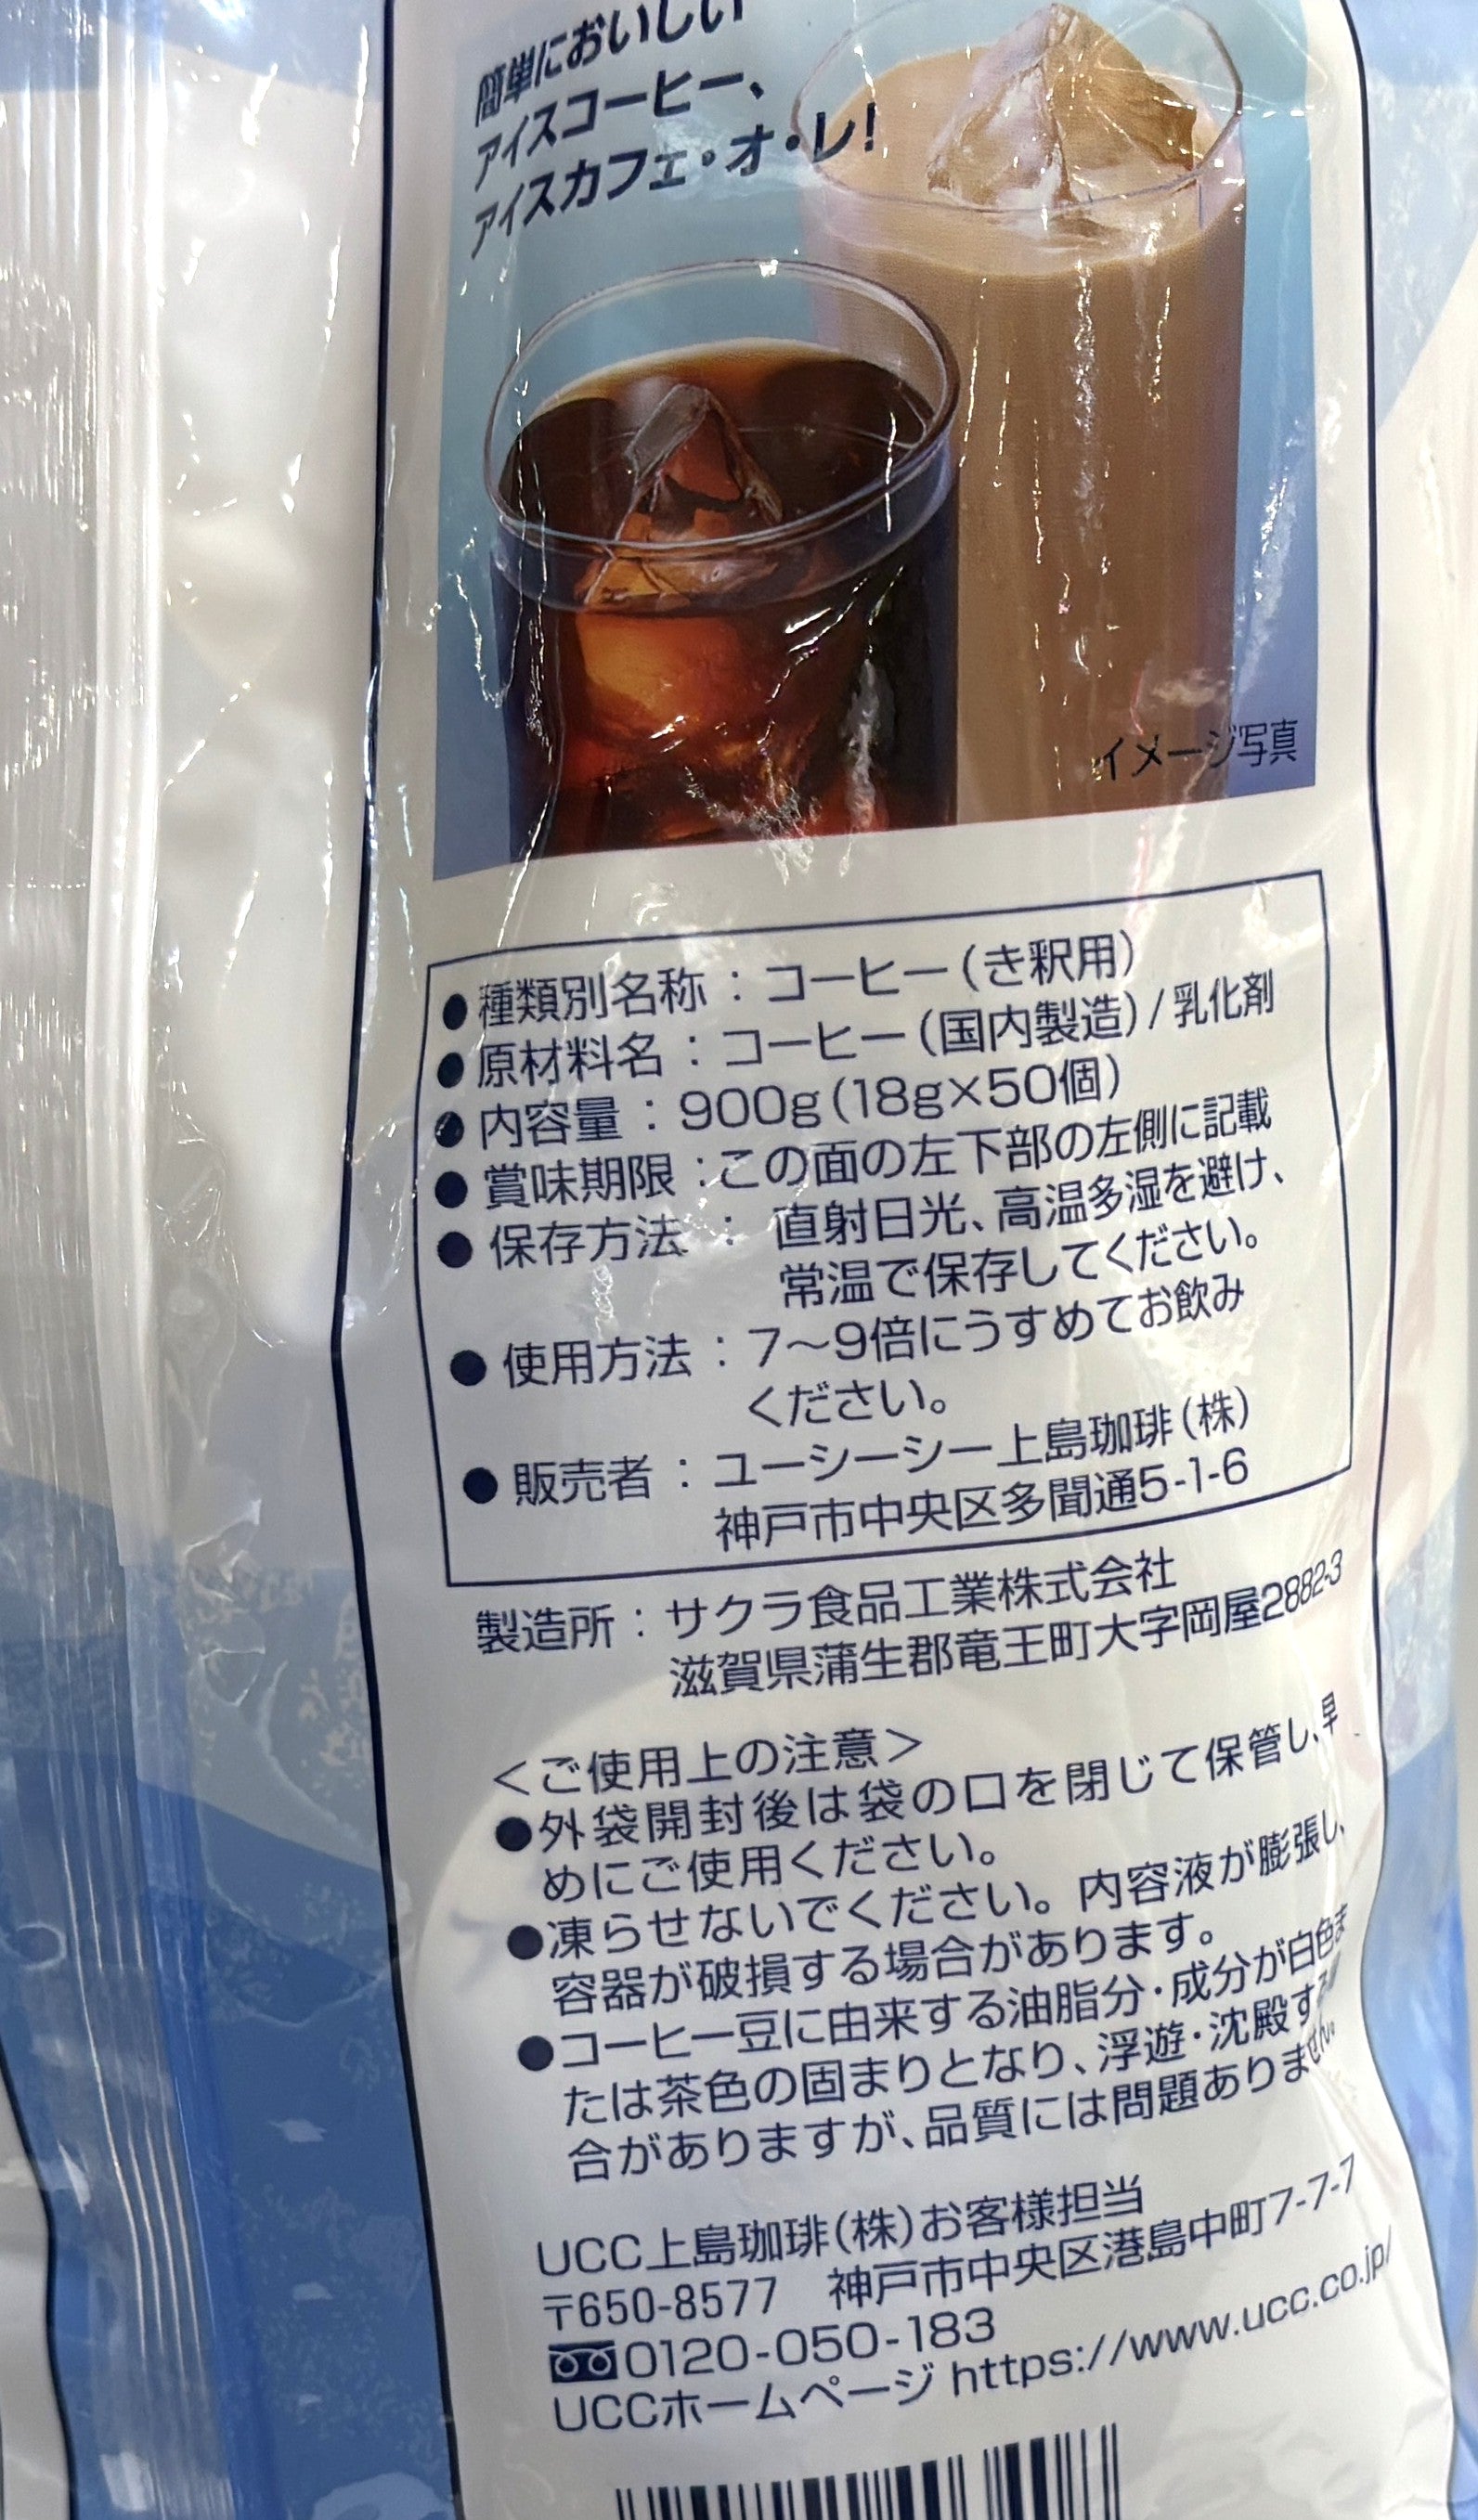 簡単においしい
アイスコーヒー、
アイスカフェ・オ・レ!
イメージ写真
●種類別名称：コーヒー(き釈用)
●原材料名：コーヒー(国内製造)/乳化剤
●内容量：900g(18g×50個)
●賞味期限：この面の左下部の左側に記載
●保存方法：直射日光、高温多湿を避け、
常温で保存してください。
●使用方法：7〜9倍にうすめてお飲み
ください。
●販売者：ユーシーシー上島珈琲(株)
神戸市中央区多聞通5-1-6
製造所：サクラ食品工業株式会社
滋賀県蒲生郡竜王町大字岡屋2882-3
＜ご使用上の注意＞
●外袋開封後は袋の口を閉じて保管し、早
めにご使用ください。
●凍らせないでください。内容液が膨張し、
容器が破損する場合があります。
●コーヒー豆に由来する油脂分・成分が白色ま
たは茶色の固まりとなり、浮遊・沈殿する
合がありますが、品質には問題ありません。
UCC上島珈琲(株)お客様担当
〒650-8577 神戸市中央区港島中町7-7-7
0120-050-183
UCCホームページ https://www.ucc.co.jp/